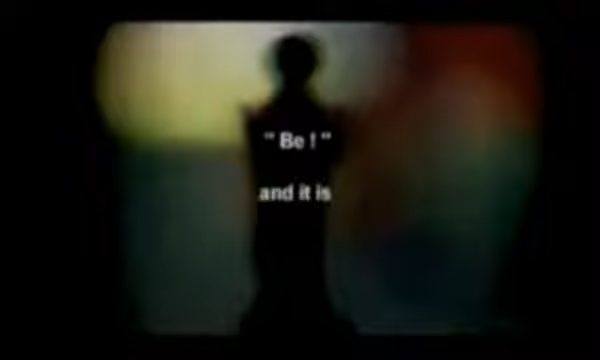 " Be ! "
and it is